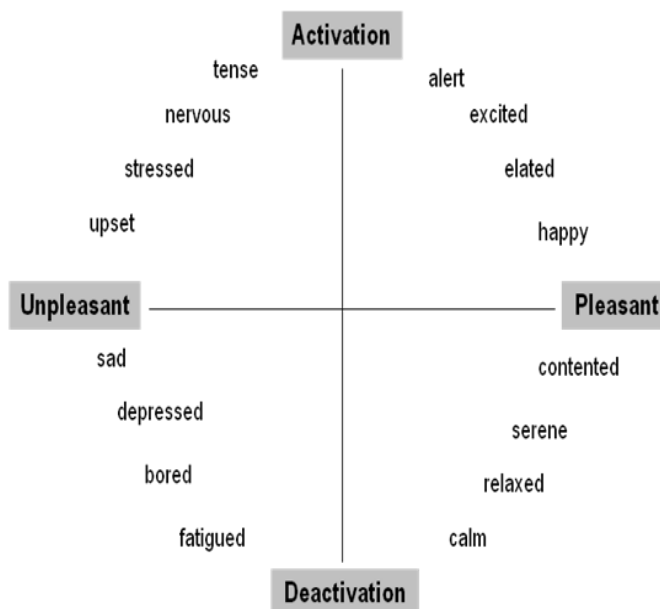 Activation
tense
alert
nervous
excited
stressed
elated
upset
happy
Unpleasant
Pleasant
sad
contented
depressed
serene
bored
relaxed
fatigued
calm
Deactivation